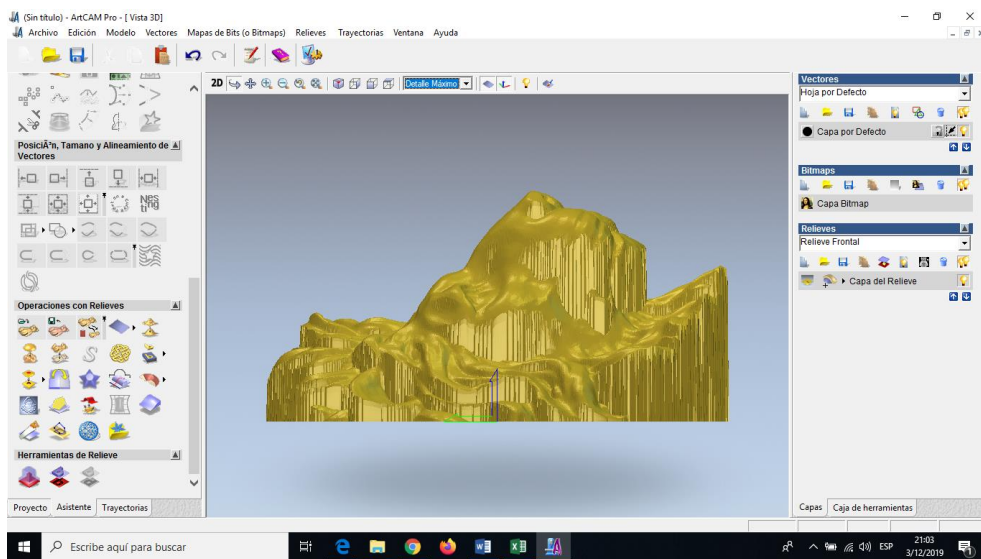 (Sin título) - ArtCAM Pro - [ Vista 3D]
Archivo Edición Modelo Vectores Mapas de Bits (o Bitmaps) Relieves Trayectorias Ventana Ayuda
2D
Detalle Máximo
PosiciÃ³n, Tamano y Alineamiento de
Vectores
Nes
ting
Operaciones con Relieves
Herramientas de Relieve
Proyecto Asistente Trayectorias
Vectores
Hoja por Defecto
Capa por Defecto
Bitmaps
Capa Bitmap
Relieves
Relieve Frontal
Capa del Relieve
Capas Caja de herramientas
Escribe aquí para buscar
ESP
21:03
3/12/2019